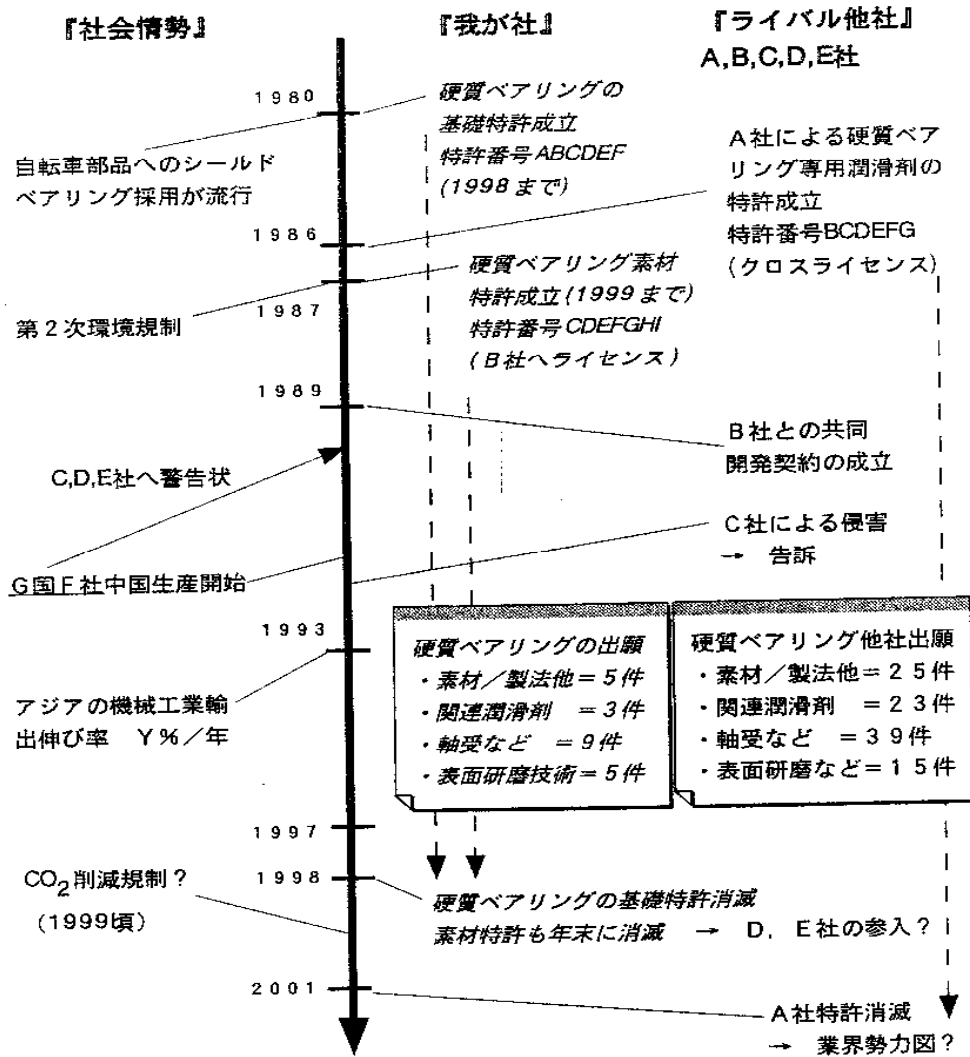 『社会情勢』
『我が社』
『ライバル他社』
A,B,C,D,E社
1980
自転車部品へのシールド
ベアリング採用が流行
硬質ベアリングの
基礎特許成立
特許番号ABCDEF
(1998まで)
A社による硬質ベア
リング専用潤滑剤の
特許成立
特許番号BCDEFG
(クロスライセンス)
1986
1987
第2次環境規制
硬質ベアリング素材
特許成立(1999まで)
特許番号CDEFGHI
(B社へライセンス)
1989
B社との共同
開発契約の成立
C,D,E社へ警告状
C社による侵害
→ 告訴
G国F社中国生産開始
1993
アジアの機械工業輸
出伸び率 Y%/年
硬質ベアリングの出願
・素材/製法他=5件
・関連潤滑剤 =3件
・軸受など =9件
・表面研磨技術=5件
硬質ベアリング他社出願
・素材/製法他=25件
・関連潤滑剤 =23件
・軸受など =39件
・表面研磨など=15件
1997
1998
CO2削減規制?
(1999頃)
硬質ベアリングの基礎特許消滅
素材特許も年末に消滅 → D, E社の参入?
2001
A社特許消滅
→ 業界勢力図?